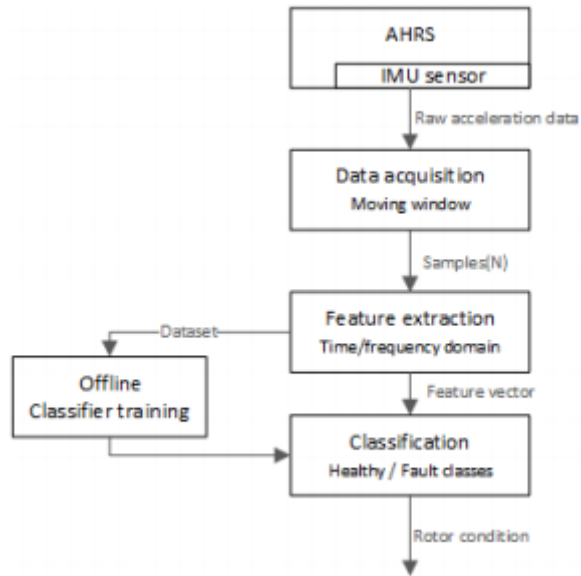 AHRS
IMU sensor
Raw acceleration data
Data acquisition
Moving window
Samples(N)
Feature extraction
Time/frequency domain
Dataset
Offline
Classifier training
Feature vector
Classification
Healthy / Fault classes
Rotor condition